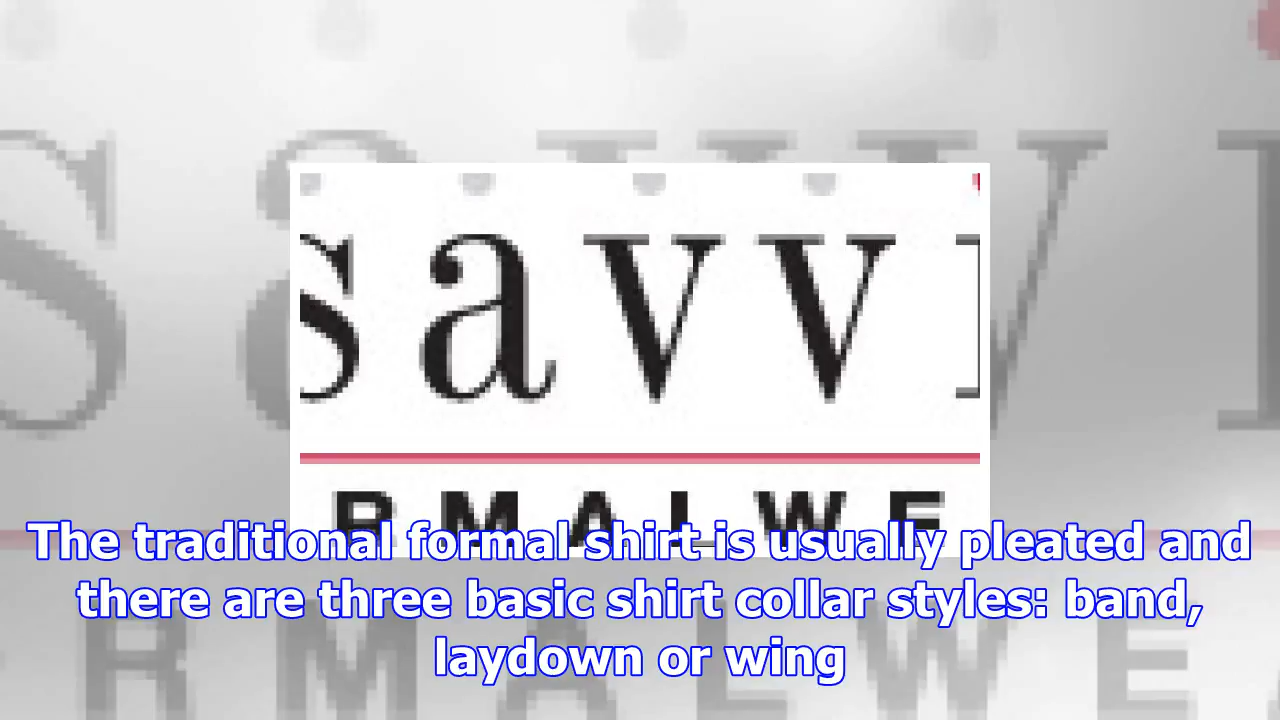 savvi
RMALWE
The traditional formal shirt is usually pleated and
there are three basic shirt collar styles: band,
laydown or wing